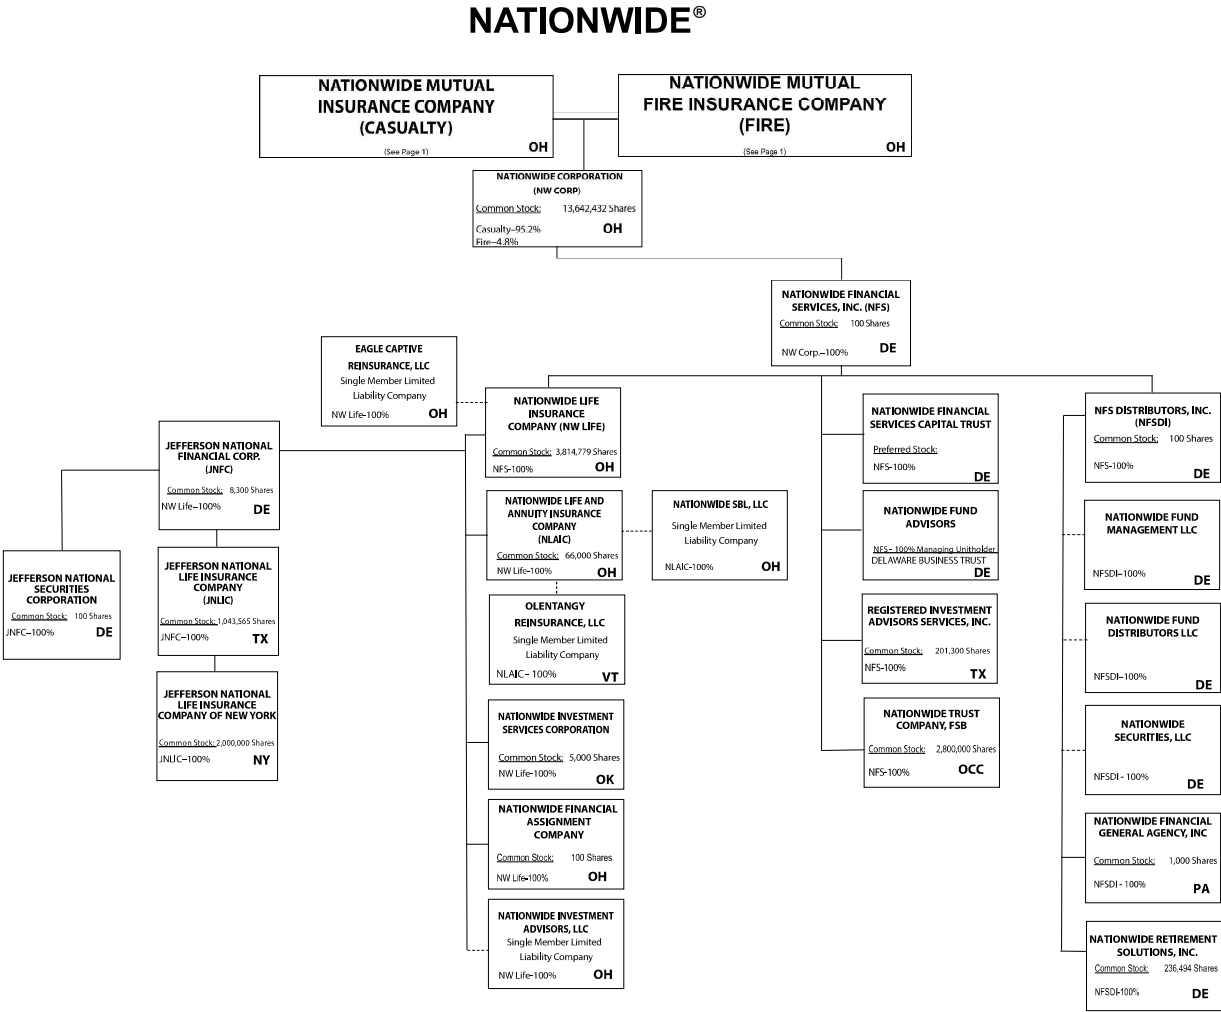 NATIONWIDE®
NATIONWIDE MUTUAL
INSURANCE COMPANY
(CASUALTY)
(See Page 1)
OH
NATIONWIDE MUTUAL
FIRE INSURANCE COMPANY
(FIRE)
(See Page 1)
OH
NATIONWIDE CORPORATION
(NW CORP)
Common Stock: 13,642,432 Shares
Casualty–95.2%
OH
Fire–4.8%
NATIONWIDE FINANCIAL
SERVICES, INC. (NFS)
Common Stock: 100 Shares
NW Corp.–100%
DE
EAGLE CAPTIVE
REINSURANCE, LLC
Single Member Limited
Liability Company
NW Life-100%
OH
NATIONWIDE LIFE
INSURANCE
COMPANY (NW LIFE)
Common Stock: 3,814,779 Shares
NFS-100%
OH
JEFFERSON NATIONAL
FINANCIAL CORP.
(JNFC)
Common Stock: 8,300 Shares
NW Life–100%
DE
JEFFERSON NATIONAL
SECURITIES
CORPORATION
Common Stock: 100 Shares
JNFC–100%
DE
JEFFERSON NATIONAL
LIFE INSURANCE
COMPANY
(JNLIC)
Common Stock: 1,043,565 Shares
JNFC–100%
TX
JEFFERSON NATIONAL
LIFE INSURANCE
COMPANY OF NEW YORK
Common Stock: 2,000,000 Shares
JNLIC–100%
NY
NATIONWIDE LIFE AND
ANNUITY INSURANCE
COMPANY
(NLAIC)
Common Stock: 66,000 Shares
NW Life-100%
OH
NATIONWIDE SBL, LLC
Single Member Limited
Liability Company
NLAIC-100%
OH
OLENTANGY
REINSURANCE, LLC
Single Member Limited
Liability Company
NLAIC– 100%
VT
NATIONWIDE INVESTMENT
SERVICES CORPORATION
Common Stock: 5,000 Shares
NW Life-100%
OK
NATIONWIDE FINANCIAL
ASSIGNMENT
COMPANY
Common Stock: 100 Shares
NW Life-100%
OH
NATIONWIDE INVESTMENT
ADVISORS, LLC
Single Member Limited
Liability Company
NW Life-100%
OH
NATIONWIDE FINANCIAL
SERVICES CAPITAL TRUST
Preferred Stock:
NFS-100%
DE
NATIONWIDE FUND
ADVISORS
NFS– 100% Managing Unitholder
DELAWARE BUSINESS TRUST
DE
REGISTERED INVESTMENT
ADVISORS SERVICES, INC.
Common Stock: 201,300 Shares
NFS-100%
TX
NATIONWIDE TRUST
COMPANY, FSB
Common Stock: 2,800,000 Shares
NFS-100%
OCC
NFS DISTRIBUTORS, INC.
(NFSDI)
Common Stock: 100 Shares
NFS-100%
DE
NATIONWIDE FUND
MANAGEMENT LLC
NFSDI–100%
DE
NATIONWIDE FUND
DISTRIBUTORS LLC
NFSDI–100%
DE
NATIONWIDE
SECURITIES, LLC
NFSDI - 100%
DE
NATIONWIDE FINANCIAL
GENERAL AGENCY, INC
Common Stock: 1,000 Shares
NFSDI - 100%
PA
NATIONWIDE RETIREMENT
SOLUTIONS, INC.
Common Stock: 236,494 Shares
NFSDI-100%
DE